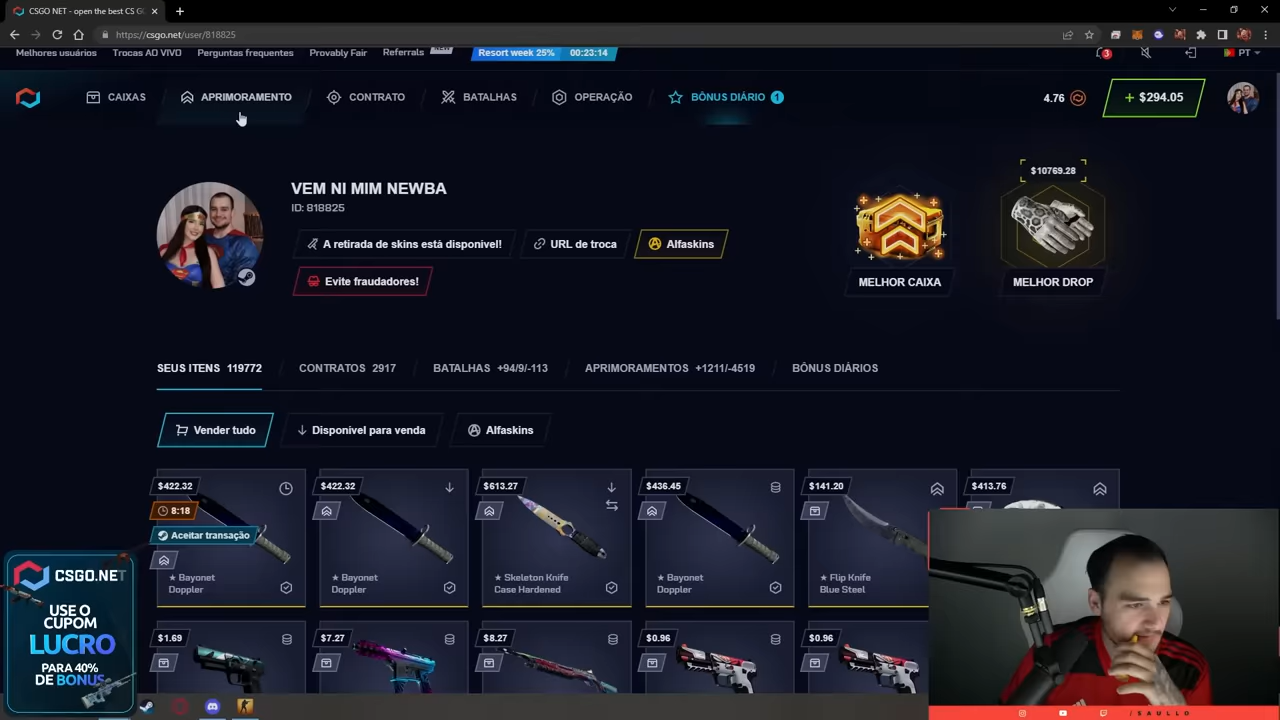 CSGO NET - open the best CS G
https://csgo.net/user/818825
Melhores usuários
Trocas AO VIVO
Perguntas frequentes
Provably Fair
Referrals
NEW
Resort week 25%
00:23:14
3
PT
CAIXAS
APRIMORAMENTO
CONTRATO
BATALHAS
OPERAÇÃO
BÔNUS DIÁRIO 1
4.76
+ $294.05
VEM NI MIM NEWBA
ID: 818825
A retirada de skins está disponível!
URL de troca
Alfaskins
Evite fraudadores!
MELHOR CAIXA
$10769.28
MELHOR DROP
SEUS ITENS 119772
CONTRATOS 2917
BATALHAS +94/9/-113
APRIMORAMENTOS +1211/-4519
BÔNUS DIÁRIOS
Vender tudo
Disponível para venda
Alfaskins
$422.32
8:18
Aceitar transação
★ Bayonet
Doppler
$422.32
★ Bayonet
Doppler
$613.27
★ Skeleton Knife
Case Hardened
$436.45
★ Bayonet
Doppler
$141.20
★ Flip Knife
Blue Steel
$413.76
$1.69
$7.27
$8.27
$0.96
$0.96
CSGO.NET
USE O
CUPOM
LUCRO
PARA 40%
DE BONUS
/SAULLO